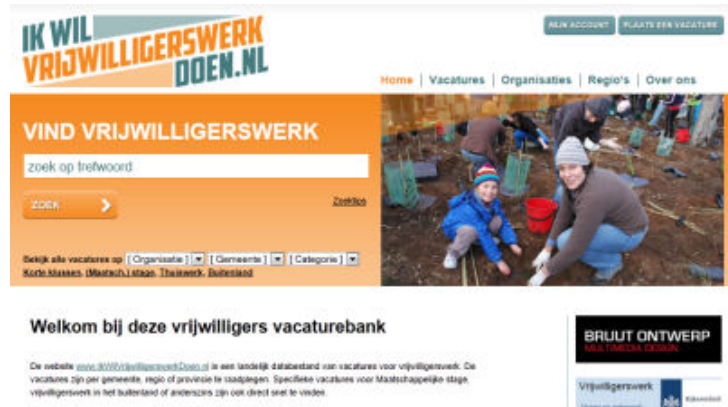 IK WIL
VRIJWILLIGERSWERK
DOEN.NL
MIJN ACCOUNT
PLAATS EEN VACATURE
Home | Vacatures | Organisaties | Regio's | Over ons
VIND VRIJWILLIGERSWERK
zoek op trefwoord
ZOEK
Zoektips
Bekijk alle vacatures op [ Organisatie ] [ Gemeente ] [ Categorie ]
Korte klussen, (Maatsch.) stage, Thuiswerk, Buitenland
Welkom bij deze vrijwilligers vacaturebank
De website www.IkWilVrijwilligerswerkDoen.nl is een landelijk databestand van vacatures voor vrijwilligerswerk. De
vacatures zijn per gemeente, regio of provincie te raadplegen. Specifieke vacatures voor Maatschappelijke stage,
vrijwilligerswerk in het buitenland of anderszins zijn ook direct snel te vinden.
BRUUT ONTWERP
MULTIMEDIA DESIGN
Vrijwilligerswerk